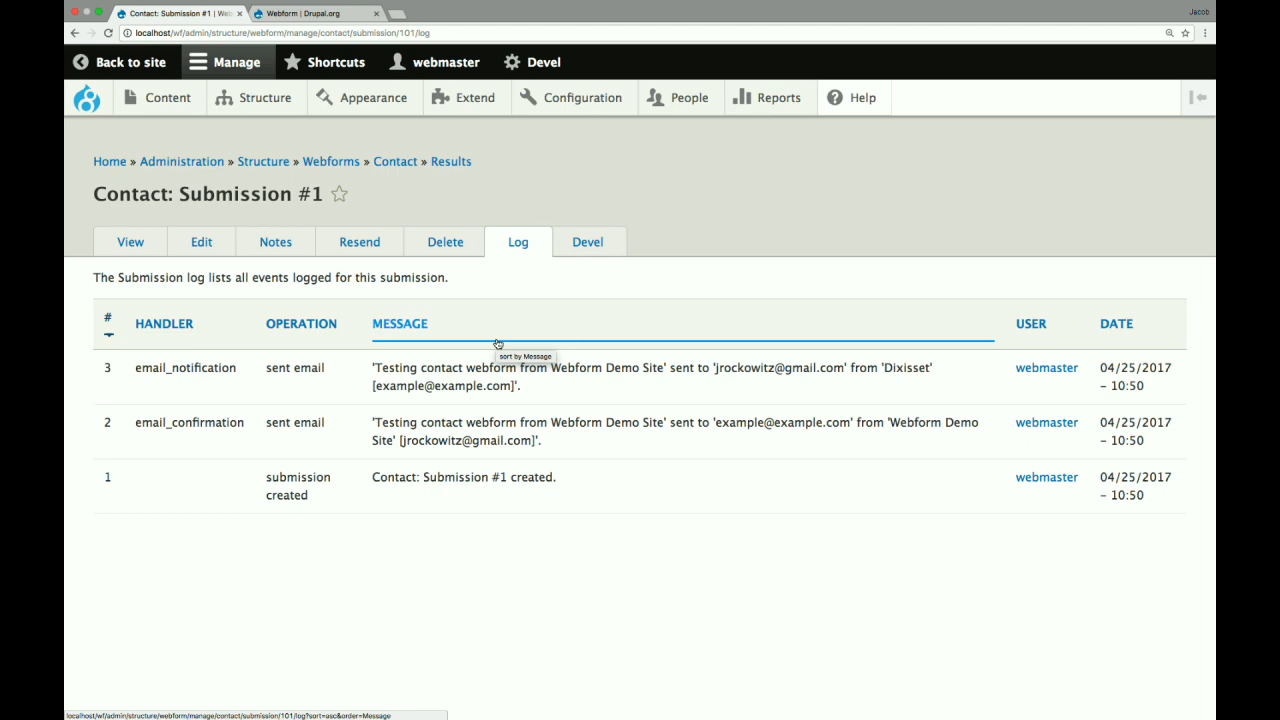 Contact: Submission #1 | Web
Webform | Drupal.org
Jacob
localhost/wf/admin/structure/webform/manage/contact/submission/101/log
Back to site
Manage
Shortcuts
webmaster
Devel
Content
Structure
Appearance
Extend
Configuration
People
Reports
Help
Home » Administration » Structure » Webforms » Contact » Results
Contact: Submission #1
View
Edit
Notes
Resend
Delete
Log
Devel
The Submission log lists all events logged for this submission.
# HANDLER OPERATION MESSAGE USER DATE
sort by Message
3 email_notification sent email 'Testing contact webform from Webform Demo Site' sent to 'jrockowitz@gmail.com' from 'Dixisset' webmaster 04/25/2017
[example@example.com]'. – 10:50
2 email_confirmation sent email 'Testing contact webform from Webform Demo Site' sent to 'example@example.com' from 'Webform Demo webmaster 04/25/2017
Site' [jrockowitz@gmail.com]'. – 10:50
1 submission Contact: Submission #1 created. webmaster 04/25/2017
created – 10:50
localhost/wf/admin/structure/webform/manage/contact/submission/101/log?sort=asc&order=Message